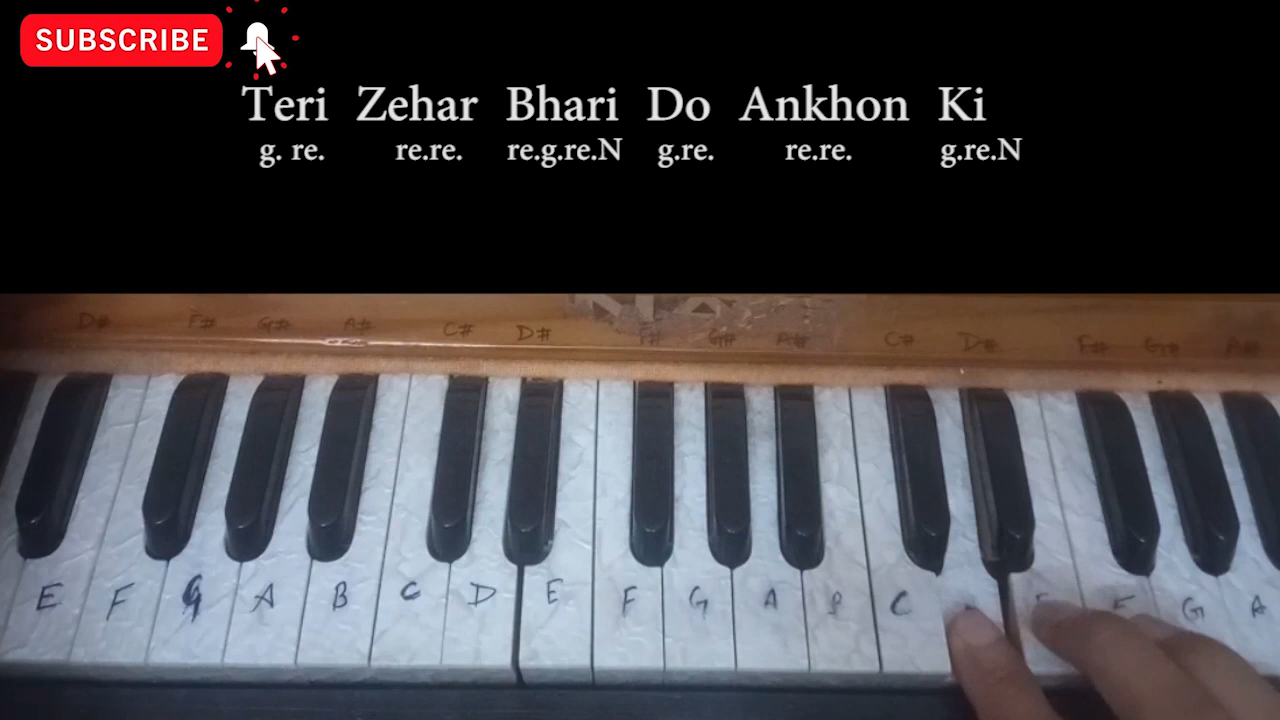 SUBSCRIBE
Teri Zehar Bhari Do Ankhon Ki
g. re. re.re. re.g.re.N g.re. re.re. g.re.N
D# F# G# A# C# D# F# G# A# C# D# F# G# A#
E F G A B C D E F G A B C E F G A